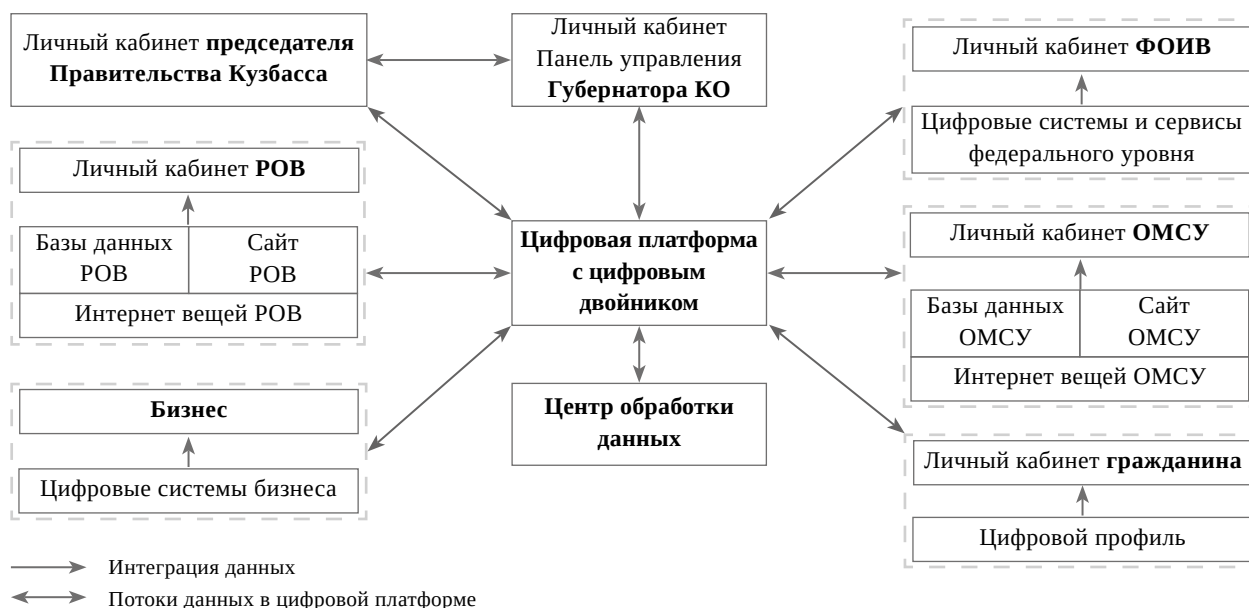 Личный кабинет председателя
Правительства Кузбасса
Личный кабинет
Панель управления
Губернатора КО
Личный кабинет ФОИВ
Цифровые системы и сервисы
федерального уровня
Личный кабинет РОВ
Базы данных
РОВ
Сайт
РОВ
Интернет вещей РОВ
Цифровая платформа
с цифровым
двойником
Личный кабинет ОМСУ
Базы данных
ОМСУ
Сайт
ОМСУ
Интернет вещей ОМСУ
Бизнес
Цифровые системы бизнеса
Центр обработки
данных
Личный кабинет гражданина
Цифровой профиль
Интеграция данных
Потоки данных в цифровой платформе